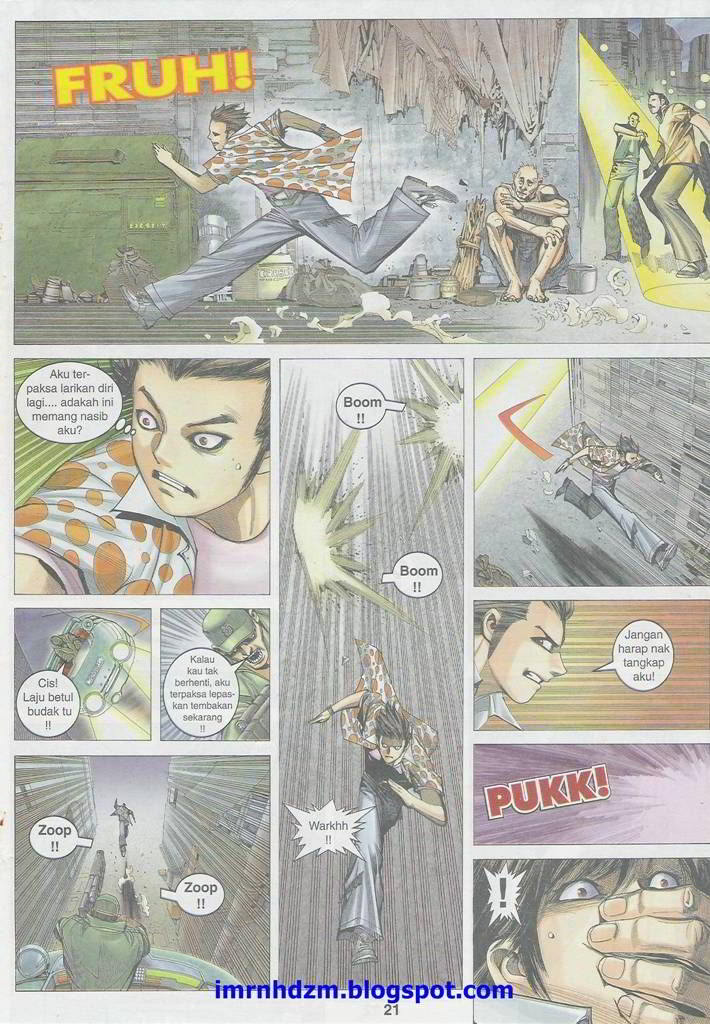 FRUH!
Aku ter-
paksa larikan diri
lagi.... adakah ini
memang nasib
aku?
Boom
!!
Boom
!!
Cis!
Laju betul
budak tu
!!
Kalau
kau tak
berhenti, aku
terpaksa lepas-
kan tembakan
sekarang
!!
Jangan
harap nak
tangkap
aku!
Zoop
!!
Zoop
!!
Warkhh
!!
PUKK!
!
imrnhdzm.blogspot.com
21